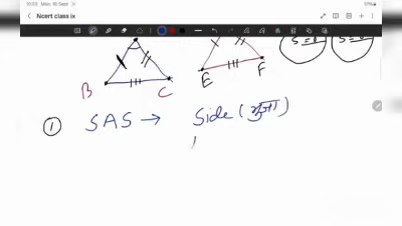 Ncert class ix
B C E F
① SAS → Side (भुजा)